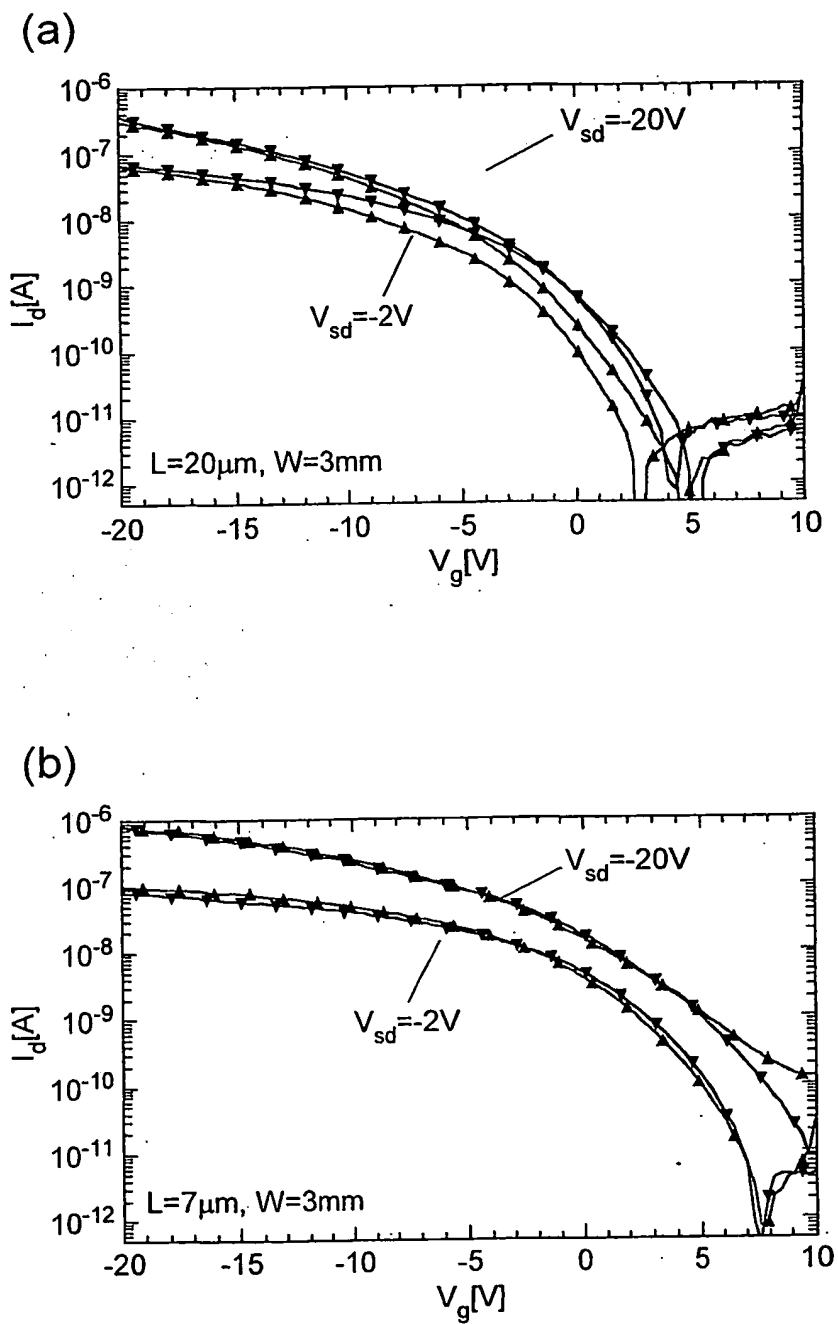 (a)
10⁻⁶
10⁻⁷
10⁻⁸
10⁻⁹
10⁻¹⁰
10⁻¹¹
10⁻¹²
I_d[A]
V_sd=-20V
V_sd=-2V
L=20μm, W=3mm
-20 -15 -10 -5 0 5 10
V_g[V]
(b)
10⁻⁶
10⁻⁷
10⁻⁸
10⁻⁹
10⁻¹⁰
10⁻¹¹
10⁻¹²
I_d[A]
V_sd=-20V
V_sd=-2V
L=7μm, W=3mm
-20 -15 -10 -5 0 5 10
V_g[V]